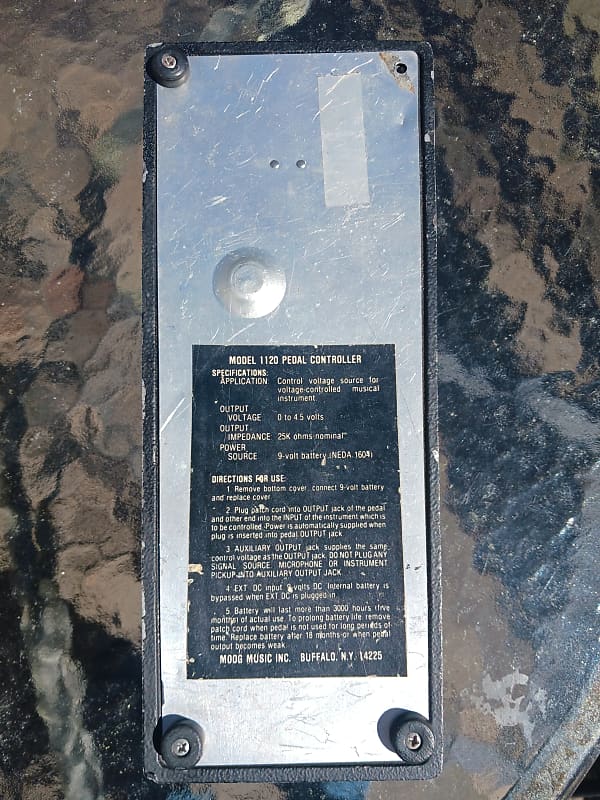 MODEL 1120 PEDAL CONTROLLER
SPECIFICATIONS:
APPLICATION Control voltage source for
voltage-controlled musical
instrument
OUTPUT
VOLTAGE 0 to 4.5 volts
OUTPUT
IMPEDANCE 25K ohms nominal
POWER
SOURCE 9-volt battery (NEDA 1604)
DIRECTIONS FOR USE:
1. Remove bottom cover, connect 9-volt battery
and replace cover
2. Plug patch cord into OUTPUT jack of the pedal
and other end into the INPUT of the instrument which is
to be controlled. Power is automatically supplied when
plug is inserted into pedal OUTPUT jack
3. AUXILIARY OUTPUT jack supplies the same
control voltage as the OUTPUT jack. DO NOT PLUG ANY
SIGNAL SOURCE, MICROPHONE OR INSTRUMENT
PICKUP INTO AUXILIARY OUTPUT JACK
4. EXT. DC input 9 volts DC. Internal battery is
bypassed when EXT. DC is plugged in.
5. Battery will last more than 3000 hours (five
months) of actual use. To prolong battery life remove
patch cord when pedal is not used for long periods of
time. Replace battery after 18 months or when pedal
output becomes weak
MOOG MUSIC INC. BUFFALO, N.Y. 14225